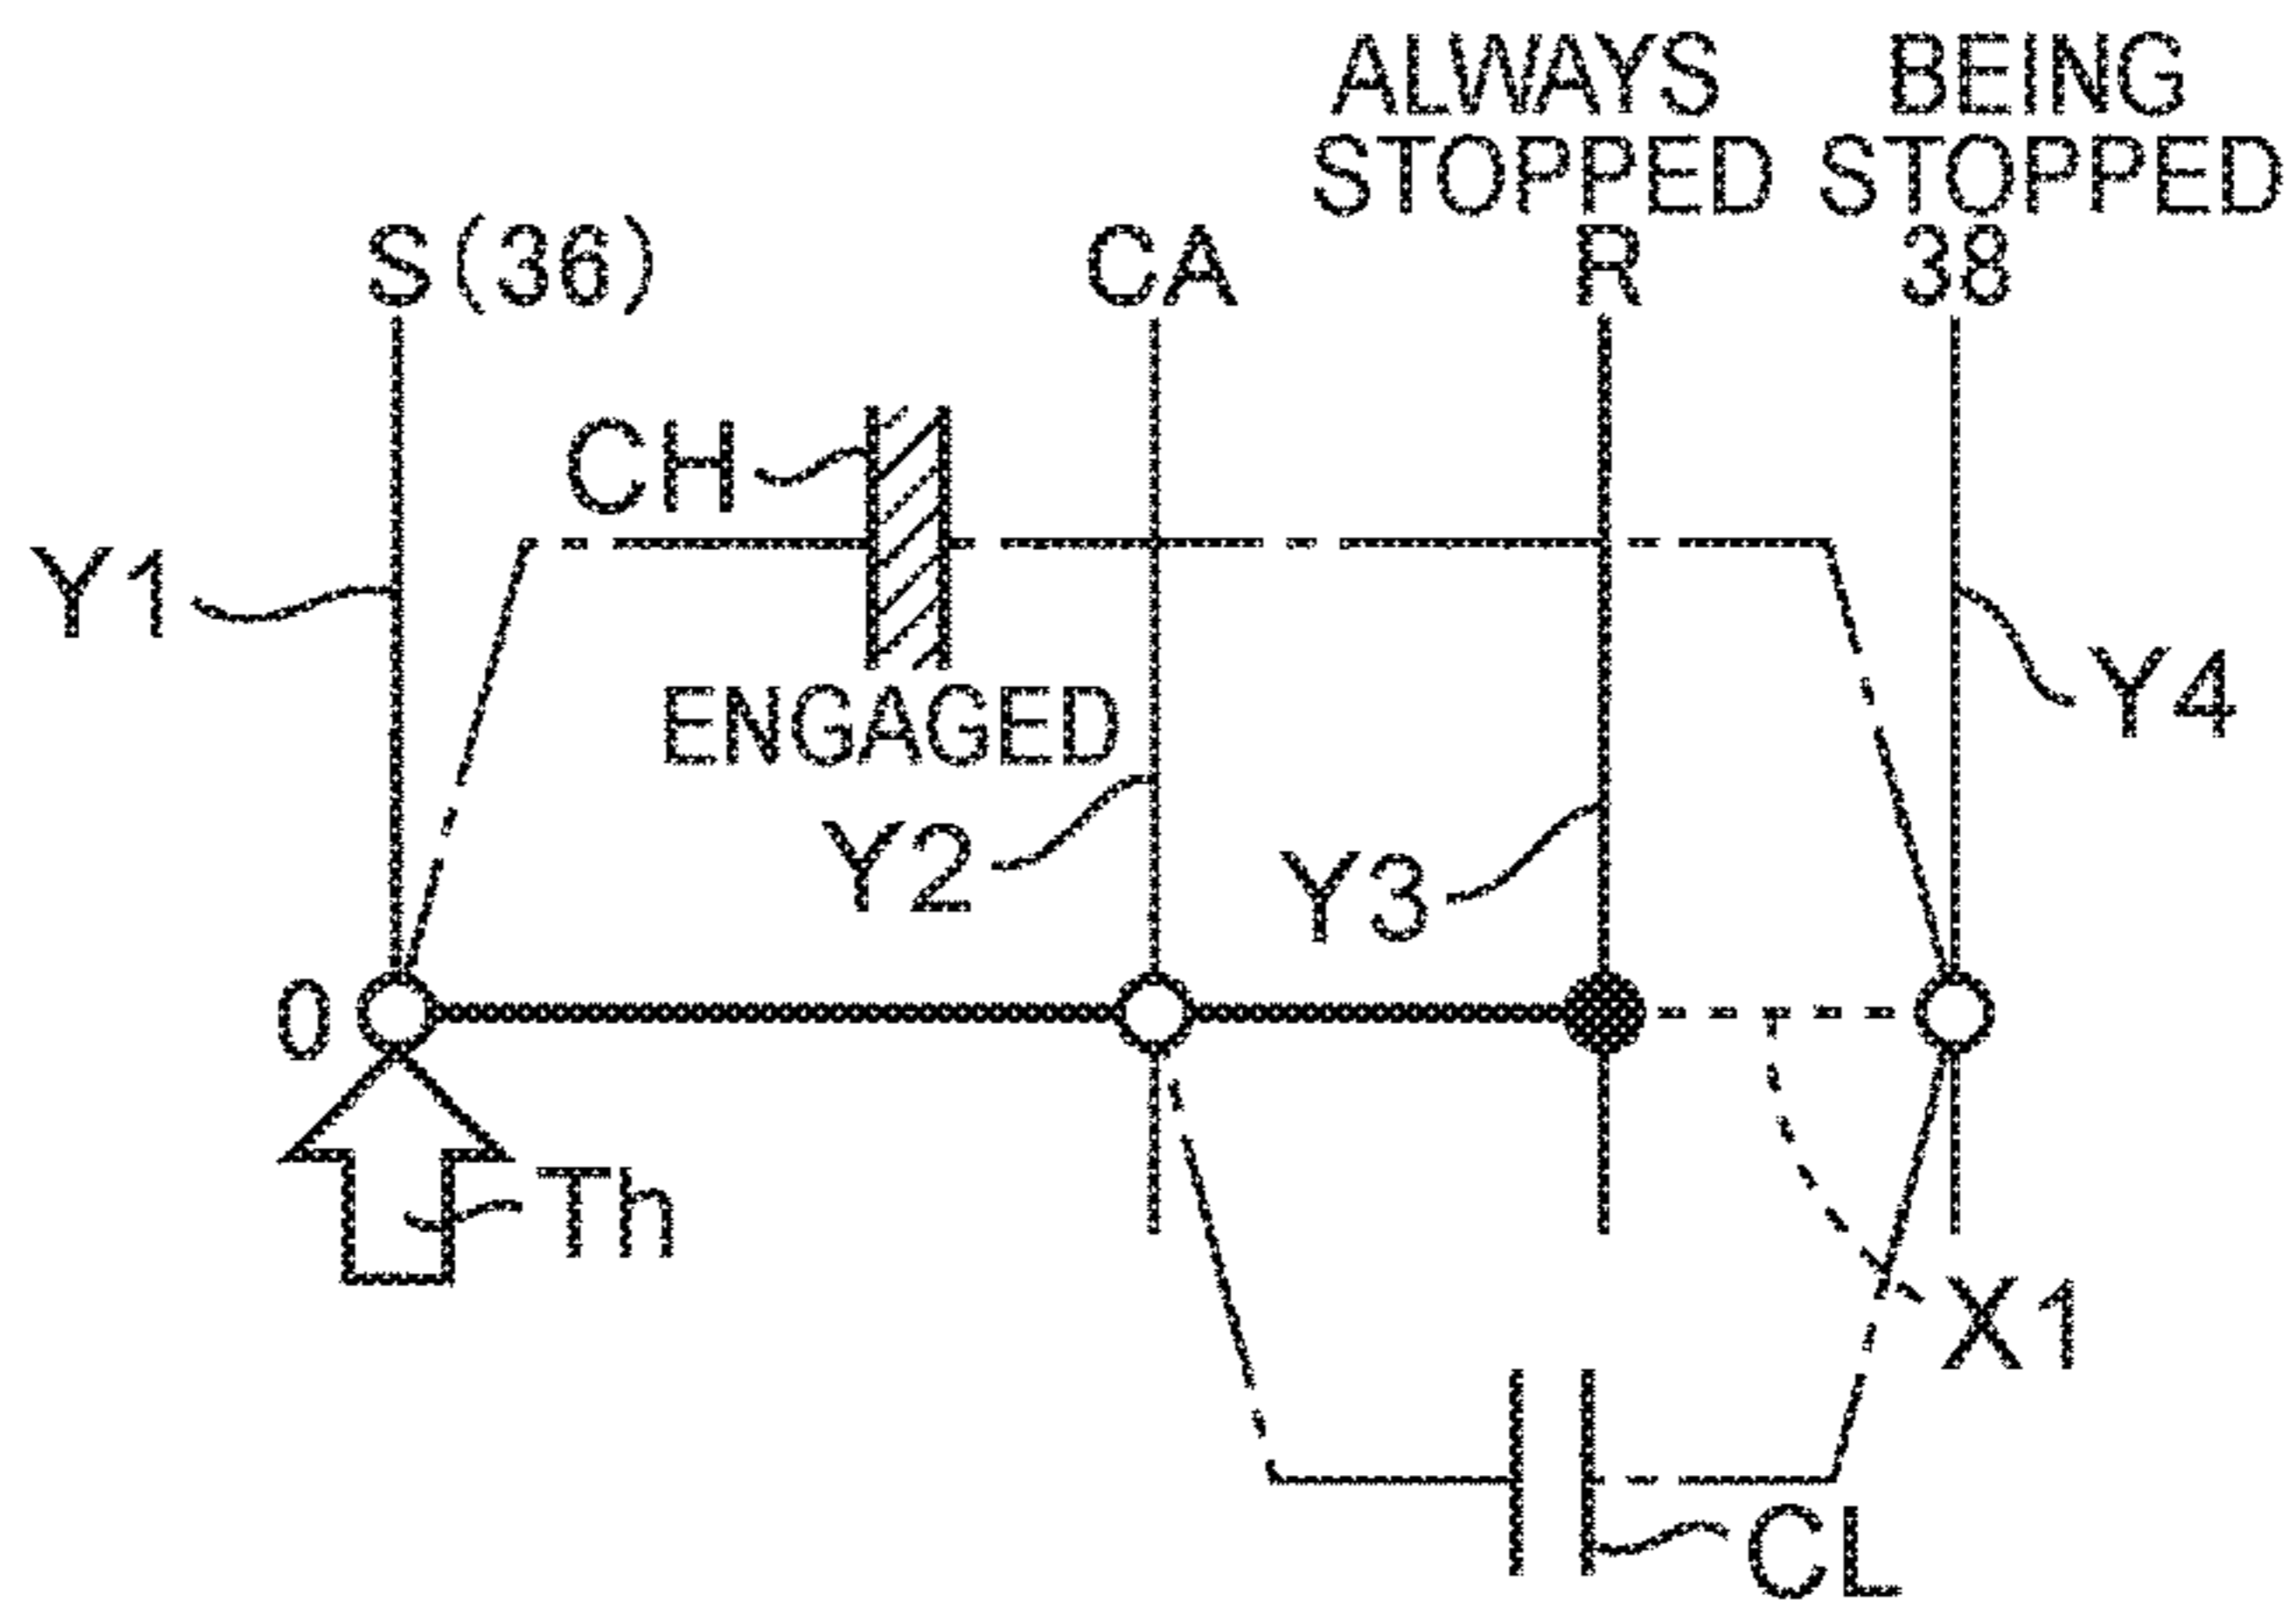 ALWAYS BEING
STOPPED STOPPED
S(36) CA R 38
CH
Y1
ENGAGED
Y4
Y2
Y3
0
Th
X1
CL